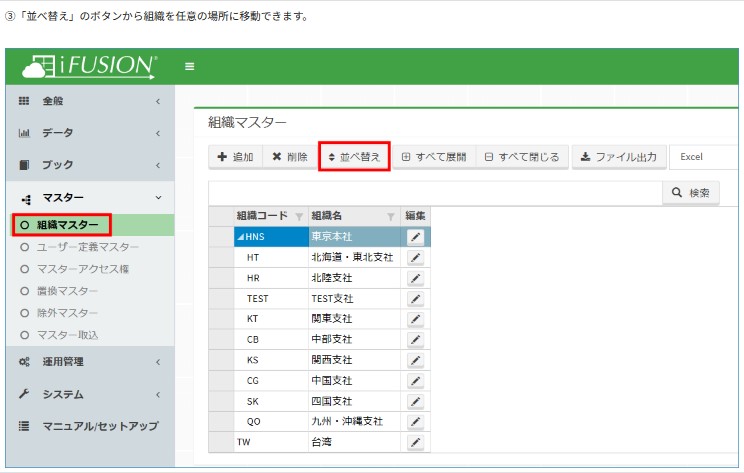 ③「並べ替え」のボタンから組織を任意の場所に移動できます。
iFUSION
全般
データ
ブック
マスター
組織マスター
ユーザー定義マスター
マスターアクセス権
置換マスター
除外マスター
マスター取込
運用管理
システム
マニュアル/セットアップ
組織マスター
追加 削除 並べ替え すべて展開 すべて閉じる ファイル出力 Excel
検索
組織コード 組織名 編集
HNS 東京本社
HT 北海道・東北支社
HR 北陸支社
TEST TEST支社
KT 関東支社
CB 中部支社
KS 関西支社
CG 中国支社
SK 四国支社
QO 九州・沖縄支社
TW 台湾